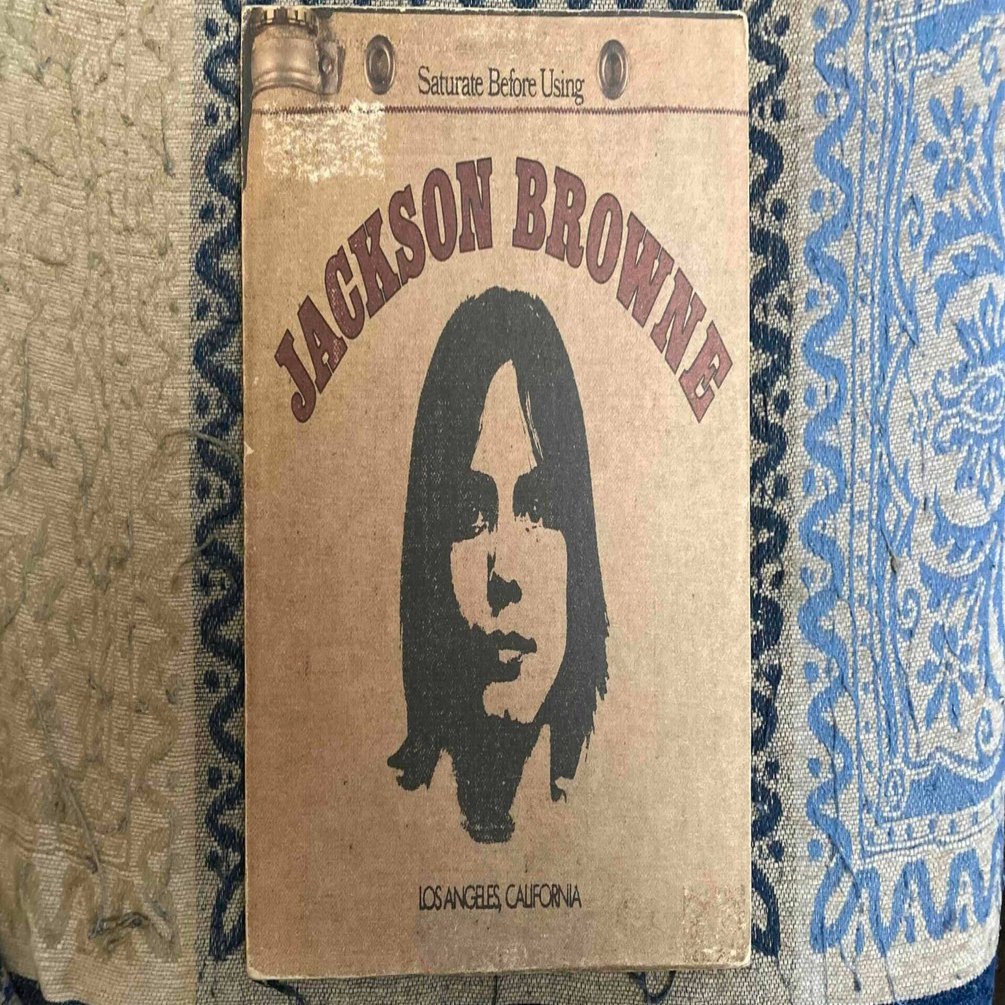 Saturate Before Using
JACKSON BROWNE
LOS ANGELES, CALIFORNIA